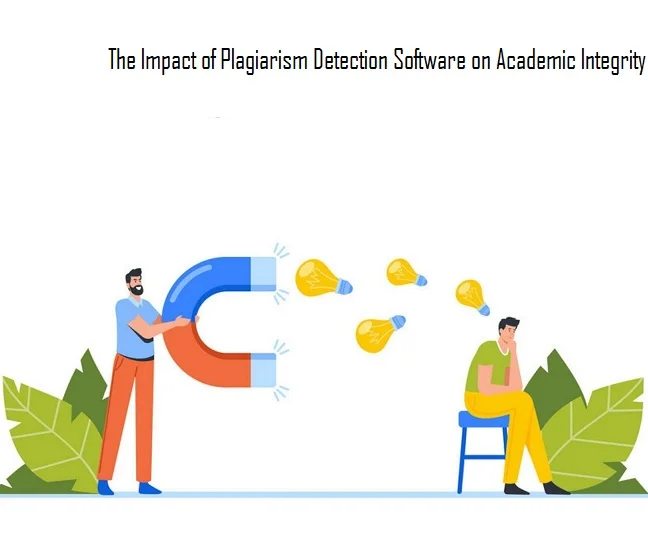 The Impact of Plagiarism Detection Software on Academic Integrity